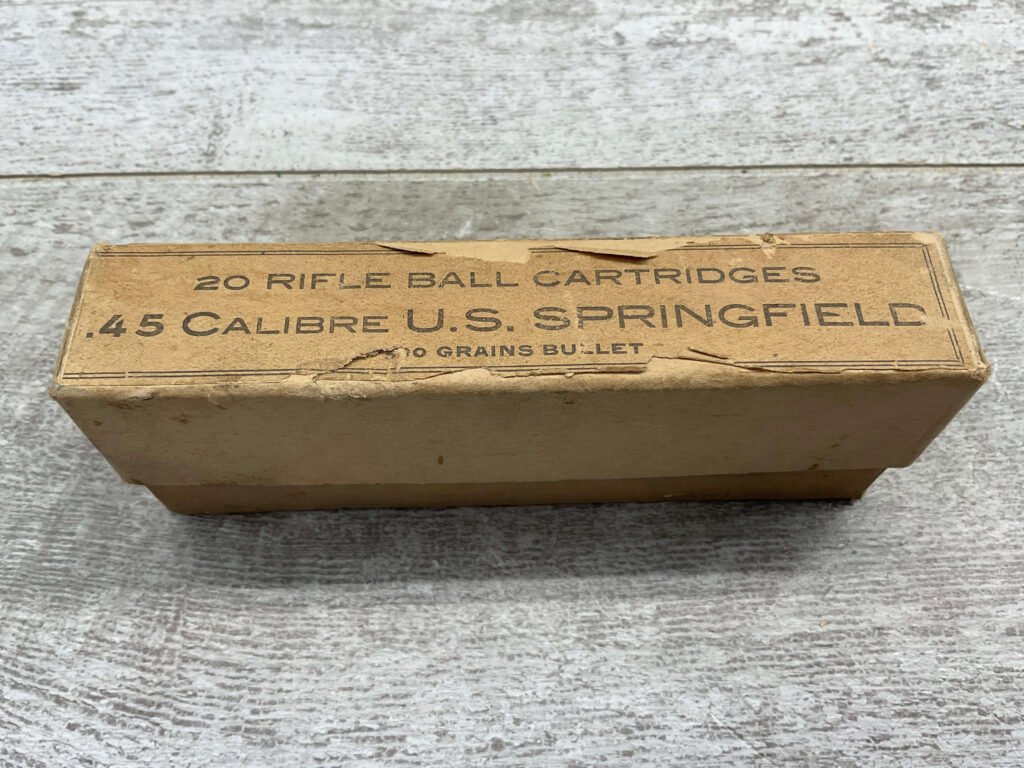 20 RIFLE BALL CARTRIDGES
.45 CALIBRE U.S. SPRINGFIELD
GRAINS BULLET